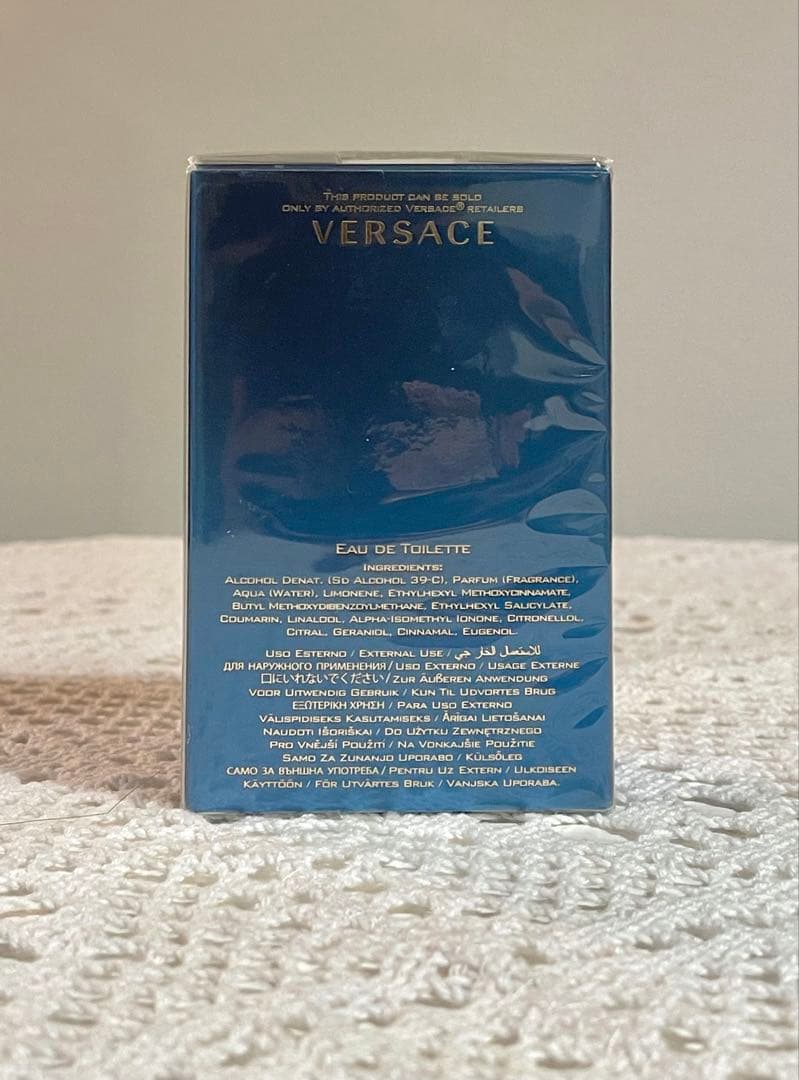 THIS PRODUCT CAN BE SOLD
ONLY BY AUTHORIZED VERSACE® RETAILERS
VERSACE
EAU DE TOILETTE
INGREDIENTS:
ALCOHOL DENAT. (SD ALCOHOL 39-C), PARFUM (FRAGRANCE),
AQUA (WATER), LIMONENE, ETHYLHEXYL METHOXYCINNAMATE,
BUTYL METHOXYDIBENZOYLMETHANE, ETHYLHEXYL SALICYLATE,
COUMARIN, LINALOOL, ALPHA-ISOMETHYL IONONE, CITRONELLOL,
CITRAL, GERANIOL, CINNAMAL, EUGENOL.
USO ESTERNO / EXTERNAL USE / للاستعمل الخارجي
ДЛЯ НАРУЖНОГО ПРИМЕНЕНИЯ / USO EXTERNO / USAGE EXTERNE
口にいれないでください / ZUR ÄUßEREN ANWENDUNG
VOOR UITWENDIG GEBRUIK / KUN TIL UDVORTES BRUG
ΕΞΩΤΕΡΙΚΗ ΧΡΗΣΗ / PARA USO EXTERNO
VÄLISPIDISEKS KASUTAMISEKS / ĀRĪGAI LIETOŠANAI
NAUDOTI IŠORIŠKAI / DO UŻYTKU ZEWNĘTRZNEGO
PRO VNĚJŠÍ POUŽITÍ / NA VONKAJŠIE POUŽITIE
SAMO ZA ZUNANJO UPORABO / KÜLSŐLEG
САМО ЗА ВЪНШНА УПОТРЕБА / PENTRU UZ EXTERN / ULKOISEEN
KÄYTTÖÖN / FÖR UTVÄRTES BRUK / VANJSKA UPORABA.